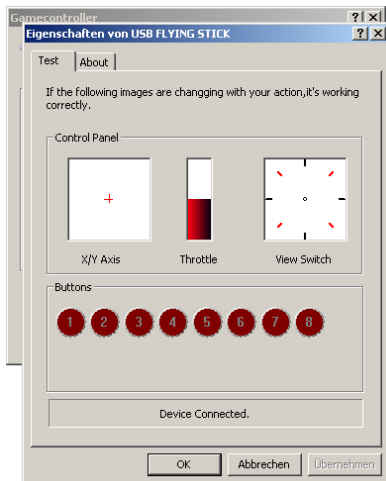 Gamecontroller
Eigenschaften von USB FLYING STICK
Test About
If the following images are changging with your action,it's working
correctly.
Control Panel
X/Y Axis Throttle View Switch
Buttons
1 2 3 4 5 6 7 8
Device Connected.
OK Abbrechen Übernehmen